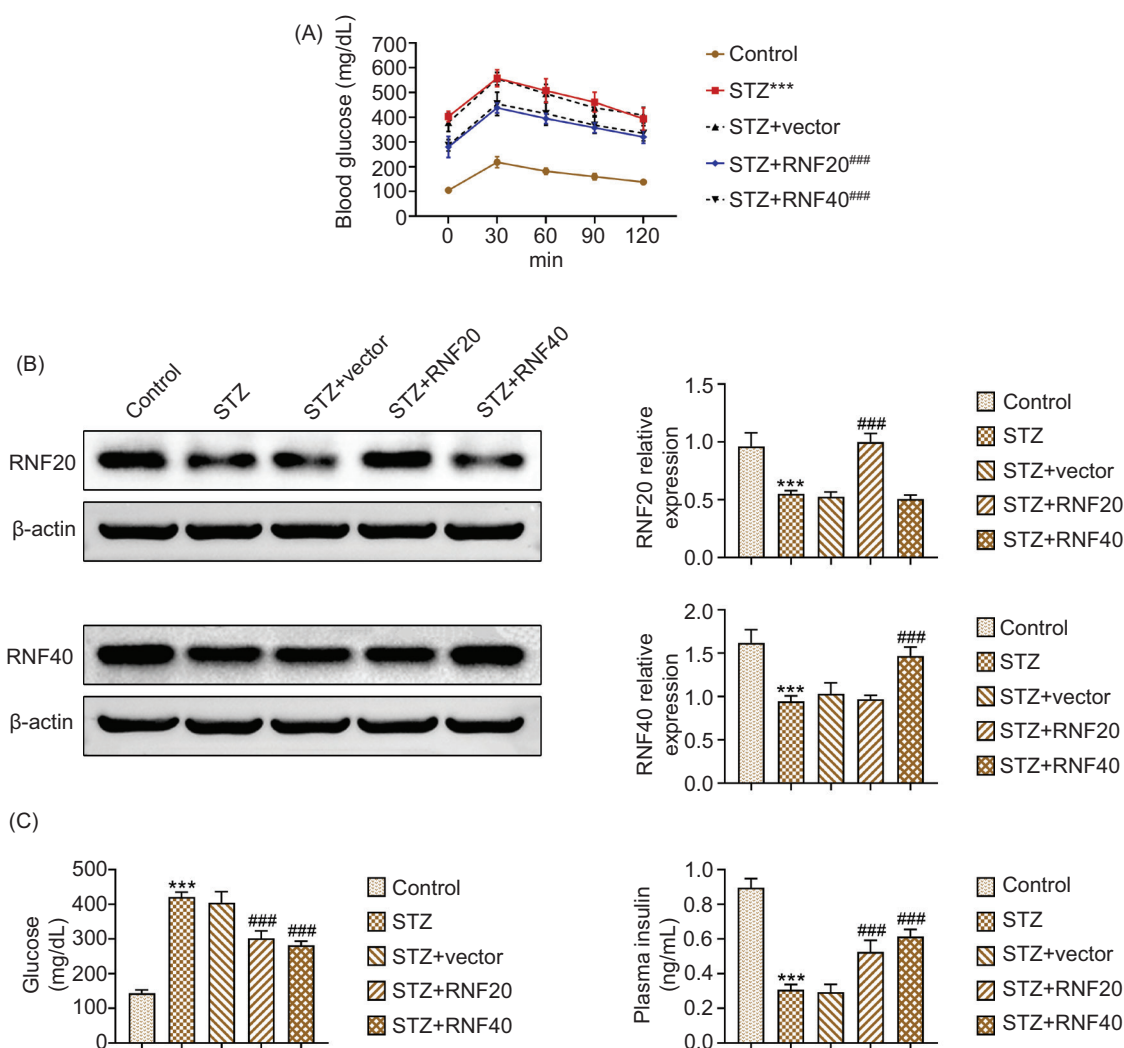 (A)
Blood glucose (mg/dL)
700
600
500
400
300
200
100
0
0 30 60 90 120
min
Control
STZ***
STZ+vector
STZ+RNF20###
STZ+RNF40###
(B)
Control
STZ
STZ+vector
STZ+RNF20
STZ+RNF40
RNF20
β-actin
RNF40
β-actin
RNF20 relative
expression
1.5
1.0
0.5
0.0
***
###
Control
STZ
STZ+vector
STZ+RNF20
STZ+RNF40
RNF40 relative
expression
2.0
1.5
1.0
0.5
0.0
***
###
Control
STZ
STZ+vector
STZ+RNF20
STZ+RNF40
(C)
Glucose
(mg/dL)
500
400
300
200
100
0
***
###
###
Control
STZ
STZ+vector
STZ+RNF20
STZ+RNF40
Plasma insulin
(ng/mL)
1.0
0.8
0.6
0.4
0.2
0.0
***
###
###
Control
STZ
STZ+vector
STZ+RNF20
STZ+RNF40